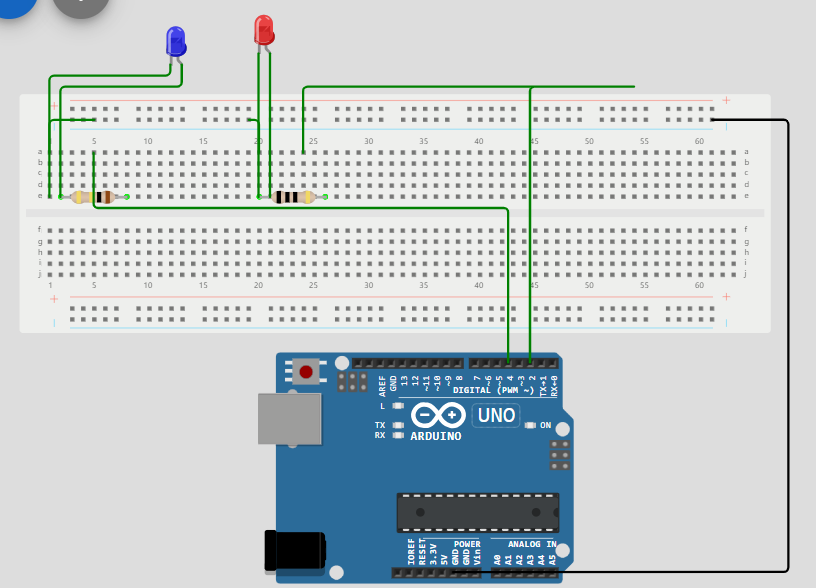 + +
5 10 15 20 25 30 35 40 45 50 55 60
a a
b b
c c
d d
e e
f f
g g
h h
i i
j j
1 5 10 15 20 25 30 35 40 45 50 55 60
+ +
AREF GND 13 12 ~11 ~10 ~9 8 7 ~6 ~5 4 ~3 2 TX→1 RX←0
DIGITAL (PWM ~)
L
UNO
TX
RX
ARDUINO
ON
POWER ANALOG IN
IOREF RESET 3.3V 5V GND GND Vin A0 A1 A2 A3 A4 A5